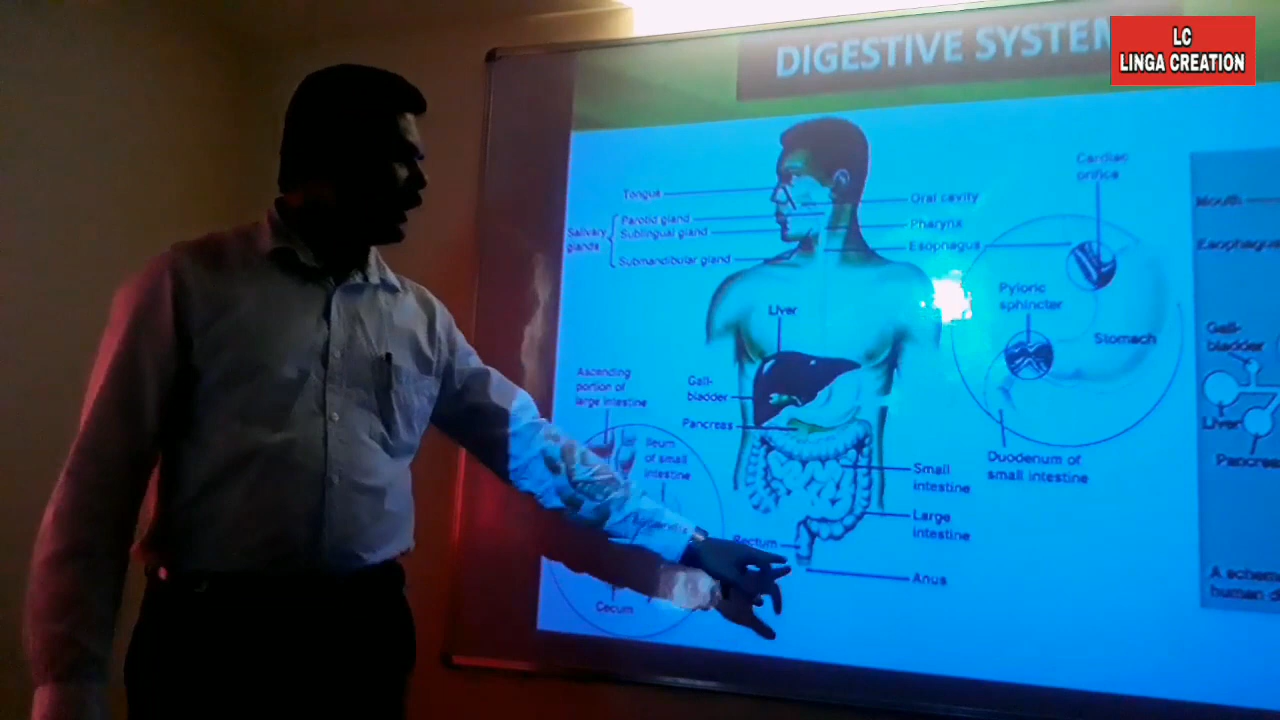 DIGESTIVE SYSTEM
LC
LINGA CREATION
Tongue
Salivary
glands
Parotid gland
Sublingual gland
Submandibular gland
Oral cavity
Pharynx
Esophagus
Cardiac
orifice
Pyloric
sphincter
Stomach
Duodenum of
small intestine
Liver
Gall-
bladder
Pancreas
Ascending
portion of
large intestine
Ileum
of small
intestine
Small
intestine
Large
intestine
Rectum
Anus
Cecum
Mouth
Esophagus
Gall-
bladder
Liver
Pancreas
A schem
human d